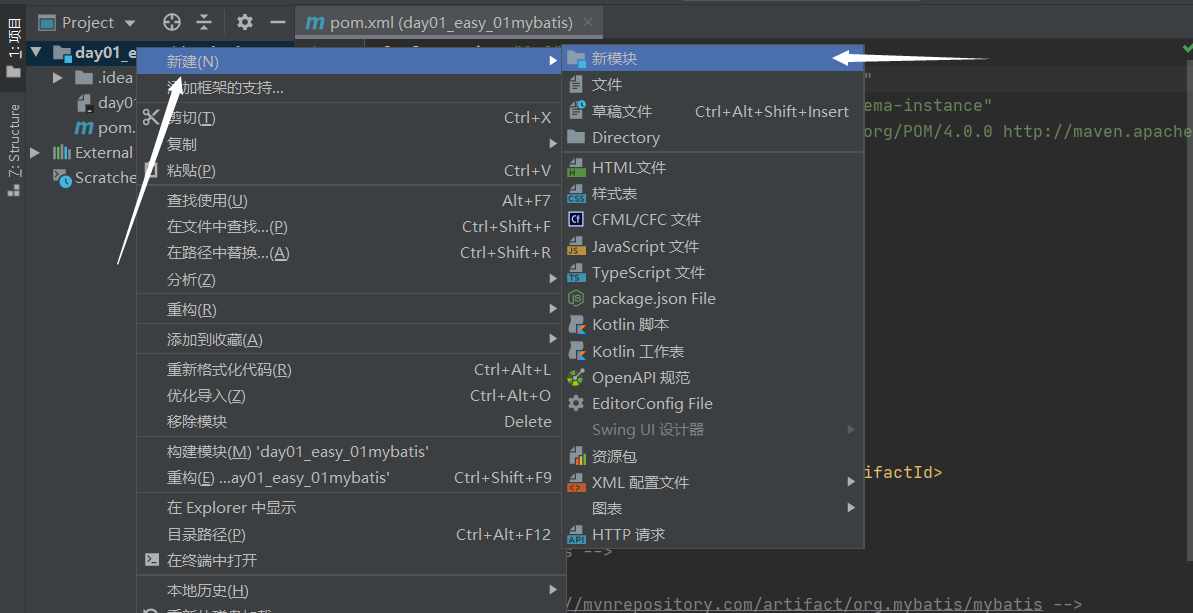 1: 项目
Z: Structure
Project
pom.xml (day01_easy_01mybatis)
day01_e
.idea
day01
pom.
External
Scratche
新建(N)
添加框架的支持...
剪切(T) Ctrl+X
复制
粘贴(P) Ctrl+V
查找使用(U) Alt+F7
在文件中查找...(P) Ctrl+Shift+F
在路径中替换...(A) Ctrl+Shift+R
分析(Z)
重构(R)
添加到收藏(A)
重新格式化代码(R) Ctrl+Alt+L
优化导入(Z) Ctrl+Alt+O
移除模块 Delete
构建模块(M) 'day01_easy_01mybatis'
重构(E) ...ay01_easy_01mybatis' Ctrl+Shift+F9
在 Explorer 中显示
目录路径(P) Ctrl+Alt+F12
在终端中打开
本地历史(H)
新模块
文件
草稿文件 Ctrl+Alt+Shift+Insert
Directory
HTML文件
样式表
CFML/CFC 文件
JavaScript 文件
TypeScript 文件
package.json File
Kotlin 脚本
Kotlin 工作表
OpenAPI 规范
EditorConfig File
Swing UI 设计器
资源包
XML 配置文件
图表
HTTP 请求
"
ema-instance"
org/POM/4.0.0 http://maven.apache
ifactId>
s -->
//mvnrepository.com/artifact/org.mybatis/mybatis -->